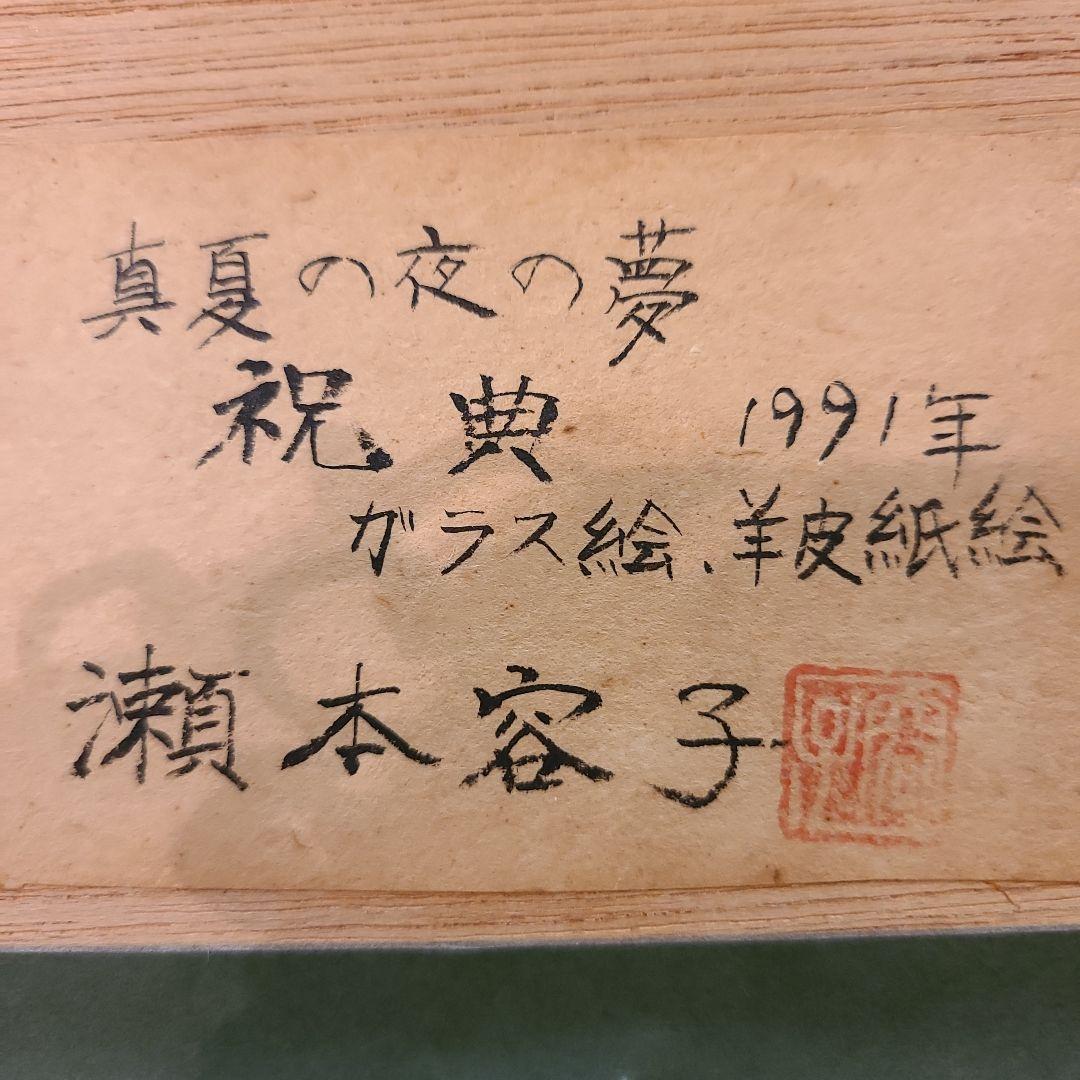 真夏の夜の夢
祝典 1991年
ガラス絵、羊皮紙絵
瀬本容子